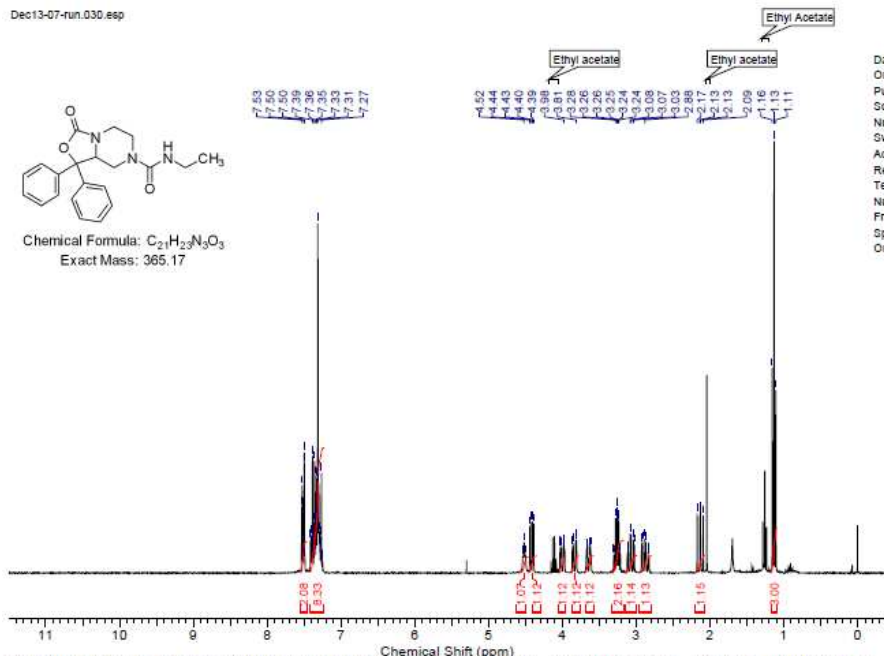 Dec13-07-run.030.esp
Ethyl Acetate
Ethyl acetate
Ethyl acetate
7.53 7.50 7.50 7.39 7.36 7.35 7.33 7.31 7.27
4.52 4.44 4.43 4.40 4.39 3.98 3.81 3.28 3.26 3.26 3.25 3.24 3.24 3.08 3.07 3.03 2.88 2.17 2.13 2.13 2.09
1.16 1.13 1.11
O
N
O
N
H
N
CH3
O
Chemical Formula: C21H23N3O3
Exact Mass: 365.17
2.08 8.33 1.07 1.12 1.12 1.12 1.12 2.16 1.14 1.13 1.15 3.00
11 10 9 8 7 6 5 4 3 2 1 0
Chemical Shift (ppm)